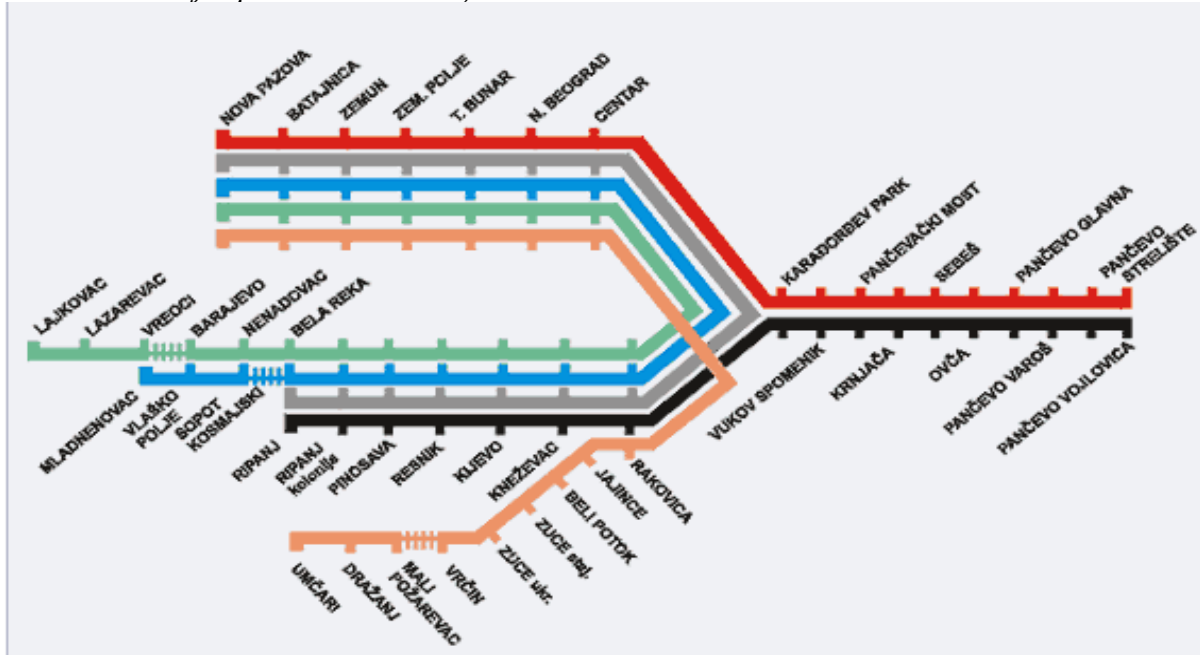 NOVA PAZOVA
BATAJNICA
ZEMUN
ZEM. POLJE
T. BUNAR
N. BEOGRAD
CENTAR
KARAĐORĐEV PARK
PANČEVAČKI MOST
SEBEŠ
PANČEVO GLAVNA
PANČEVO
STRELIŠTE
LAJKOVAC
LAZAREVAC
VREOCI
BARAJEVO
NENADOVAC
BELA REKA
MLADNENOVAC
VLAŠKO
POLJE
SOPOT
KOSMAJSKI
RIPANJ
RIPANJ
kolonija
PINOSAVA
RESNIK
KIJEVO
KNEŽEVAC
RAKOVICA
VUKOV SPOMENIK
KRNJAČA
OVČA
PANČEVO VAROŠ
PANČEVO VOJLOVICA
JAJINCE
BELI POTOK
ZUCE staj.
ZUCE ukr.
VRČIN
MALI
POŽAREVAC
DRAŽANJ
UMČARI